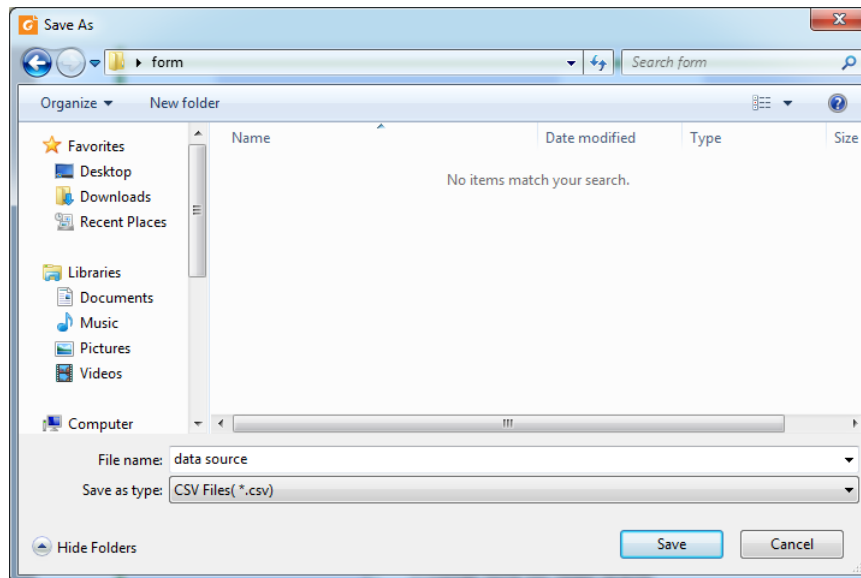 Save As
form
Search form
Organize
New folder
Name
Date modified
Type
Size
No items match your search.
Favorites
Desktop
Downloads
Recent Places
Libraries
Documents
Music
Pictures
Videos
Computer
File name: data source
Save as type: CSV Files( *.csv)
Hide Folders
Save
Cancel